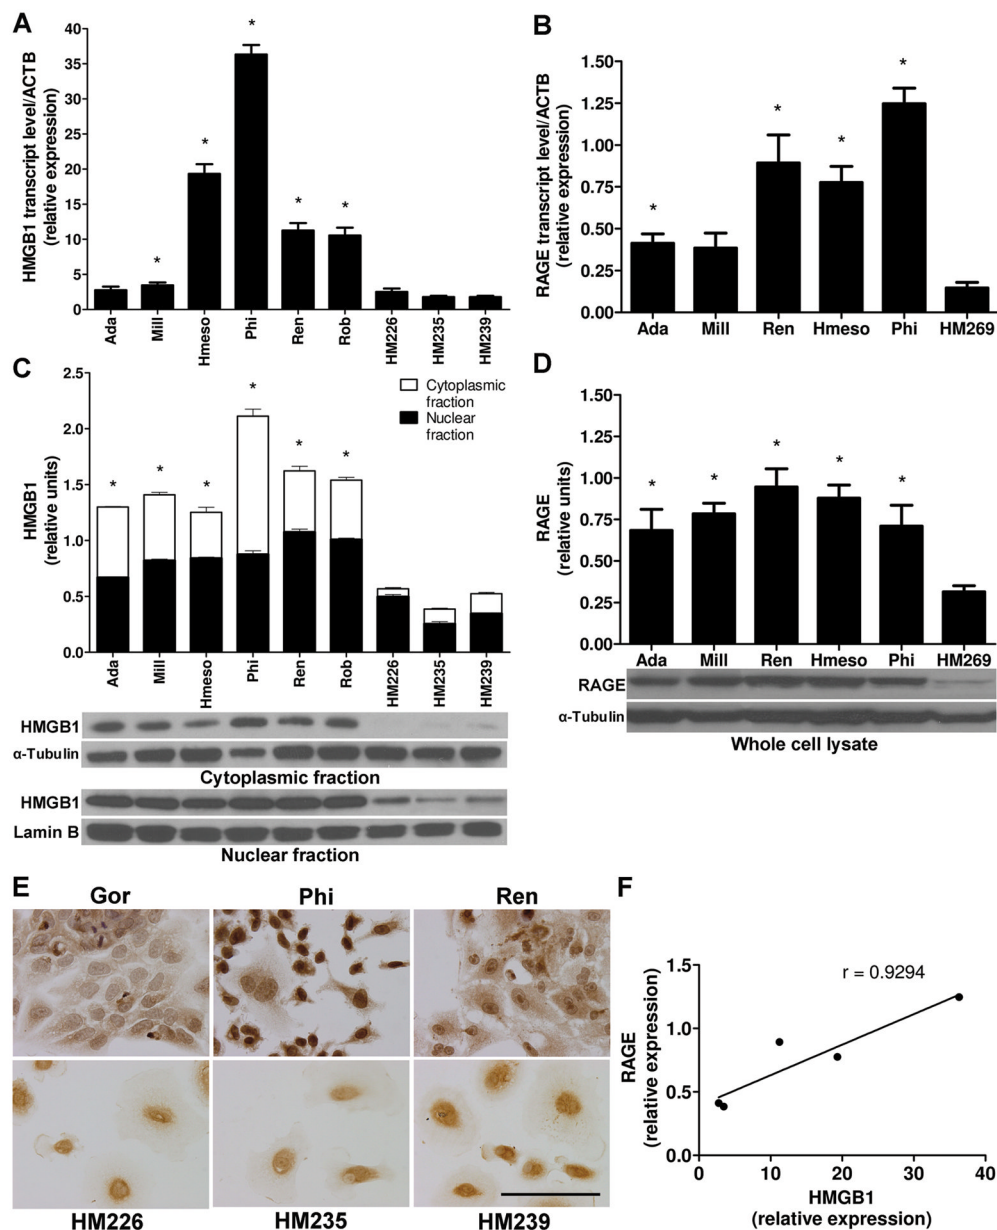 A
HMGB1 transcript level/ACTB
(relative expression)
40
35
30
25
20
15
10
5
0
*
*
*
*
*
Ada
Mill
Hmeso
Phi
Ren
Rob
HM226
HM235
HM239
B
RAGE transcript level/ACTB
(relative expression)
1.50
1.25
1.00
0.75
0.50
0.25
0.00
*
*
*
*
Ada Mill Ren Hmeso Phi HM269
C
HMGB1
(relative units)
2.5
2.0
1.5
1.0
0.5
0.0
*
*
*
*
*
*
Cytoplasmic
fraction
Nuclear
fraction
Ada
Mill
Hmeso
Phi
Ren
Rob
HM226
HM235
HM239
HMGB1
α-Tubulin
Cytoplasmic fraction
HMGB1
Lamin B
Nuclear fraction
D
RAGE
(relative units)
1.50
1.25
1.00
0.75
0.50
0.25
0.00
*
*
*
*
*
Ada Mill Ren Hmeso Phi HM269
RAGE
α-Tubulin
Whole cell lysate
E
Gor Phi Ren
HM226 HM235 HM239
F
RAGE
(relative expression)
1.5
1.0
0.5
0.0
r = 0.9294
0 10 20 30 40
HMGB1
(relative expression)